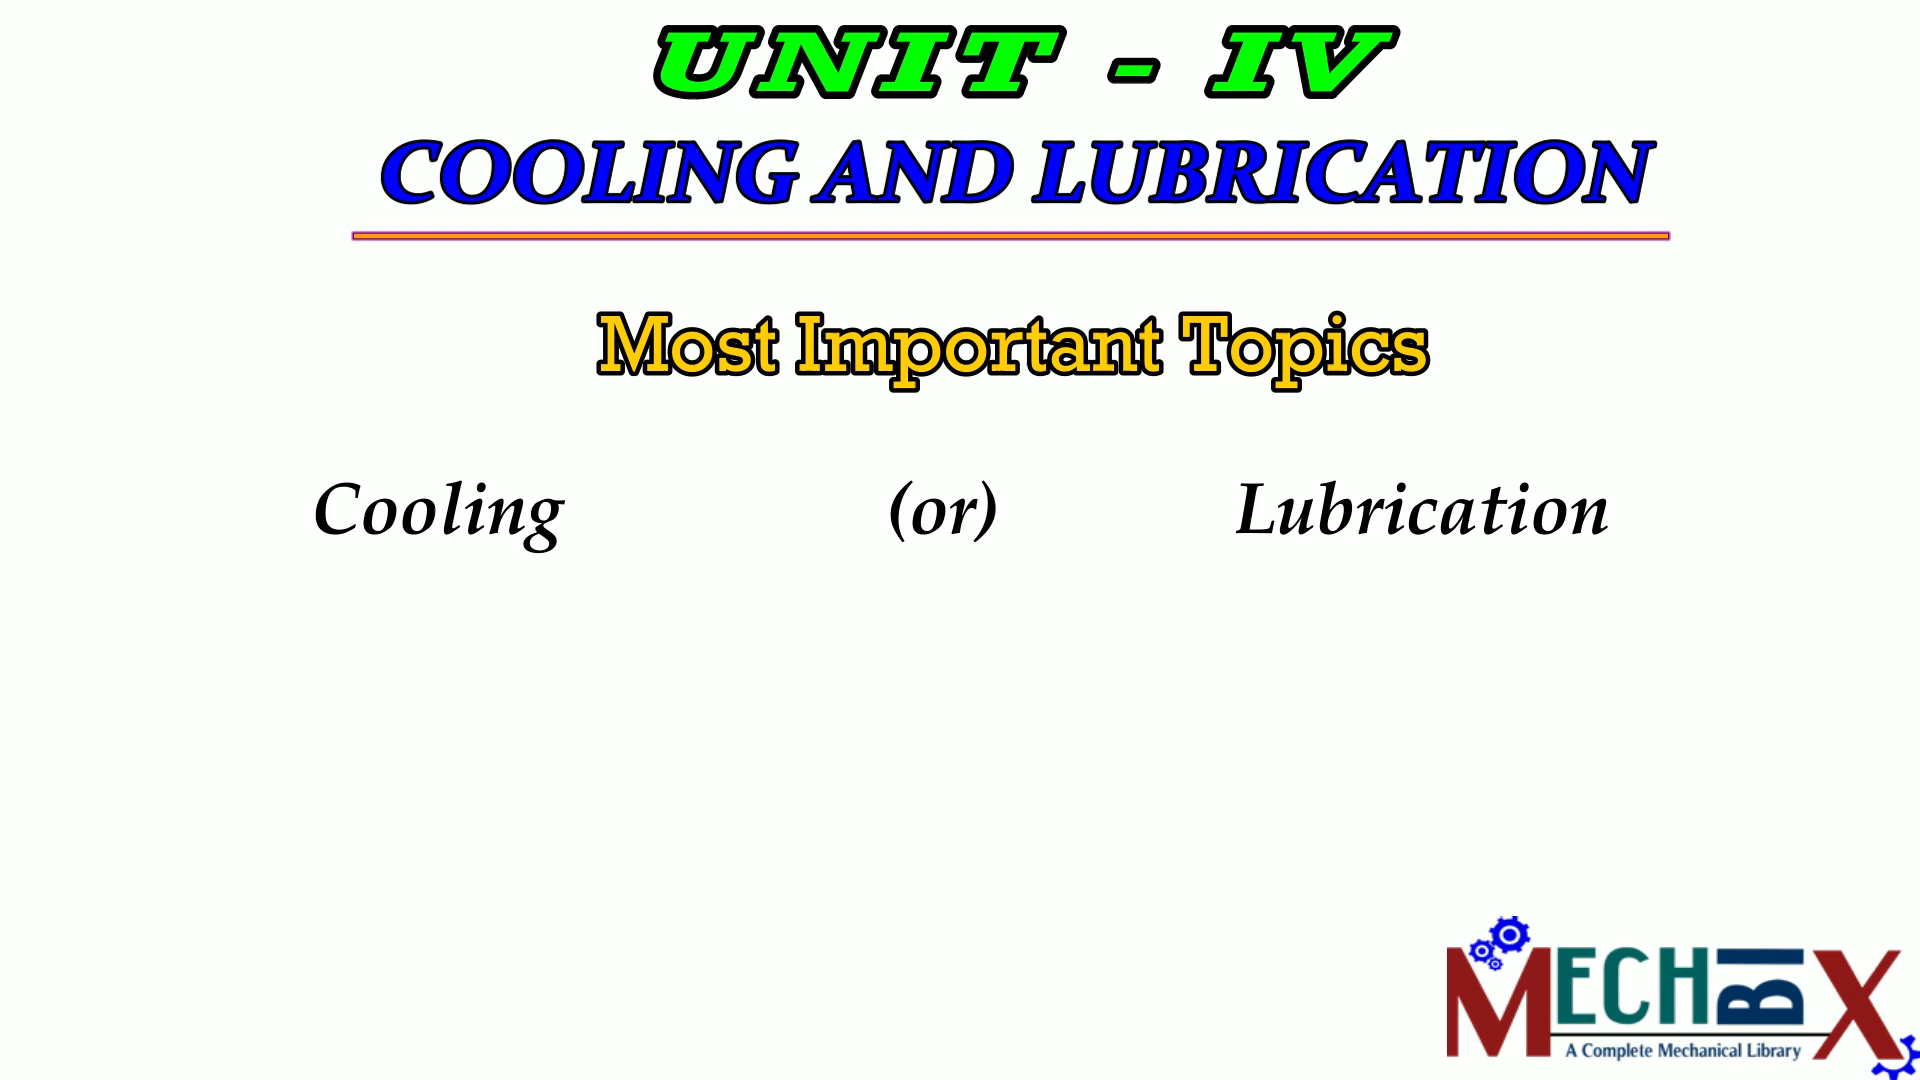 UNIT - IV
COOLING AND LUBRICATION
Most Important Topics
Cooling (or) Lubrication
MECHBIX
A Complete Mechanical Library